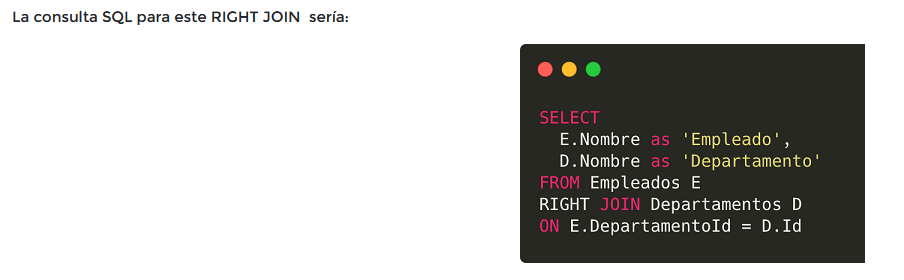 La consulta SQL para este RIGHT JOIN sería:
SELECT
E.Nombre as 'Empleado',
D.Nombre as 'Departamento'
FROM Empleados E
RIGHT JOIN Departamentos D
ON E.DepartamentoId = D.Id